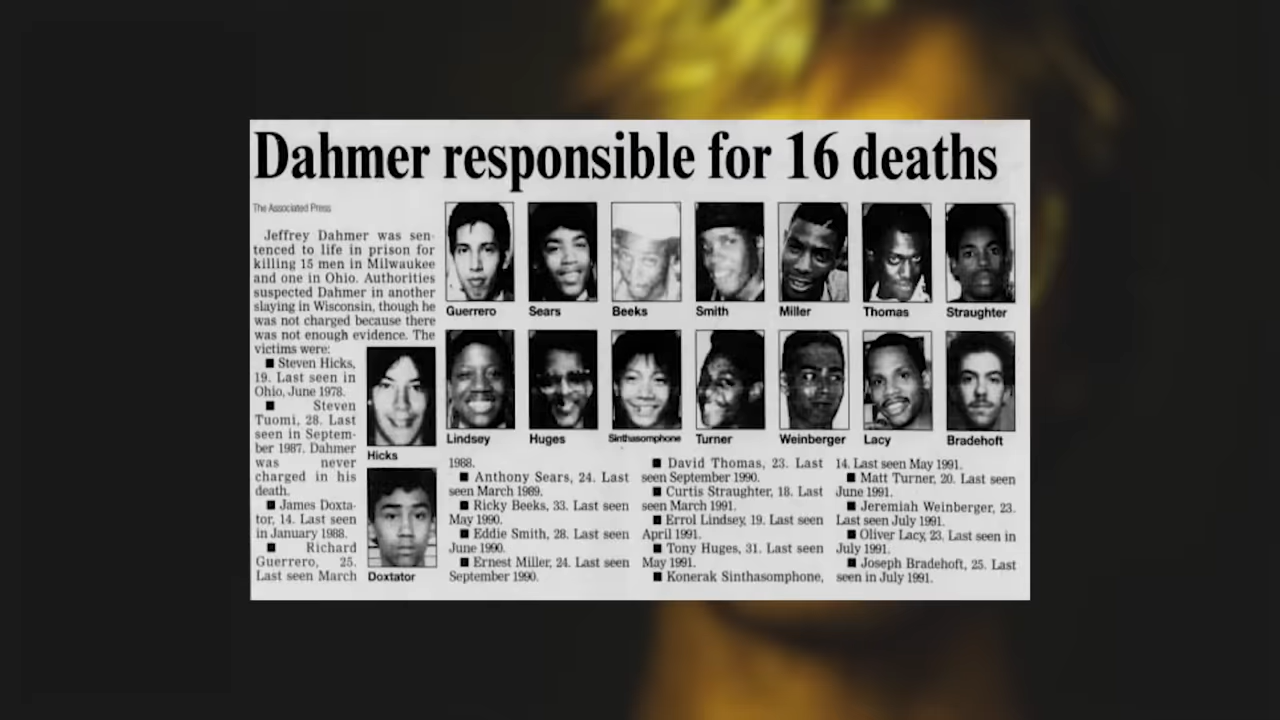 Dahmer responsible for 16 deaths
The Associated Press
Jeffrey Dahmer was sen-
tenced to life in prison for
killing 15 men in Milwaukee
and one in Ohio. Authorities
suspected Dahmer in another
slaying in Wisconsin, though he
was not charged because there
was not enough evidence. The
victims were:
■ Steven Hicks,
19. Last seen in
Ohio, June 1978.
■ Steven
Tuomi, 28. Last
seen in Septem-
ber 1987. Dahmer
was never
charged in his
death.
■ James Doxta-
tor, 14. Last seen
in January 1988.
■ Richard
Guerrero, 25.
Last seen March
Hicks
Doxtator
Guerrero Sears Beeks Smith Miller Thomas Straughter
Lindsey Huges Sinthasomphone Turner Weinberger Lacy Bradehoft
1988.
■ Anthony Sears, 24. Last
seen March 1989.
■ Ricky Beeks, 33. Last seen
May 1990.
■ Eddie Smith, 28. Last seen
June 1990.
■ Ernest Miller, 24. Last seen
September 1990.
■ David Thomas, 23. Last
seen September 1990.
■ Curtis Straughter, 18. Last
seen March 1991.
■ Errol Lindsey, 19. Last seen
April 1991.
■ Tony Huges, 31. Last seen
May 1991.
■ Konerak Sinthasomphone,
14. Last seen May 1991.
■ Matt Turner, 20. Last seen
June 1991.
■ Jeremiah Weinberger, 23.
Last seen July 1991.
■ Oliver Lacy, 23. Last seen in
July 1991.
■ Joseph Bradehoft, 25. Last
seen in July 1991.